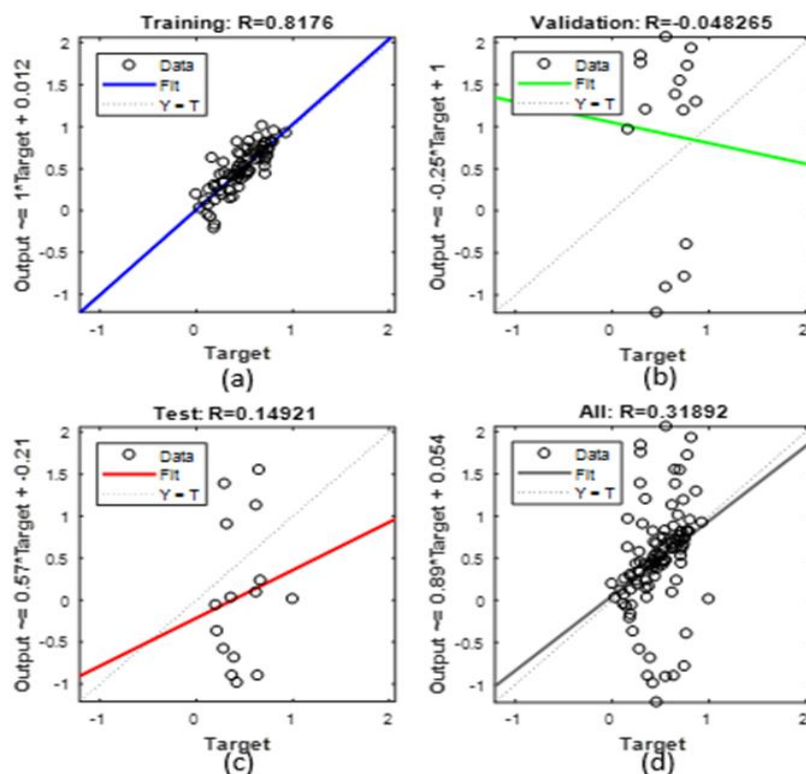 Training: R=0.8176
Output ~= 1*Target + 0.012
2
1.5
1
0.5
0
-0.5
-1
Data
Fit
Y = T
-1
0
1
2
Target
(a)
Validation: R=-0.048265
Output ~= -0.25*Target + 1
2
1.5
1
0.5
0
-0.5
-1
Data
Fit
Y = T
-1
0
1
2
Target
(b)
Test: R=0.14921
Output ~= 0.57*Target + -0.21
2
1.5
1
0.5
0
-0.5
-1
Data
Fit
Y = T
-1
0
1
2
Target
(c)
All: R=0.31892
Output ~= 0.89*Target + 0.054
2
1.5
1
0.5
0
-0.5
-1
Data
Fit
Y = T
-1
0
1
2
Target
(d)